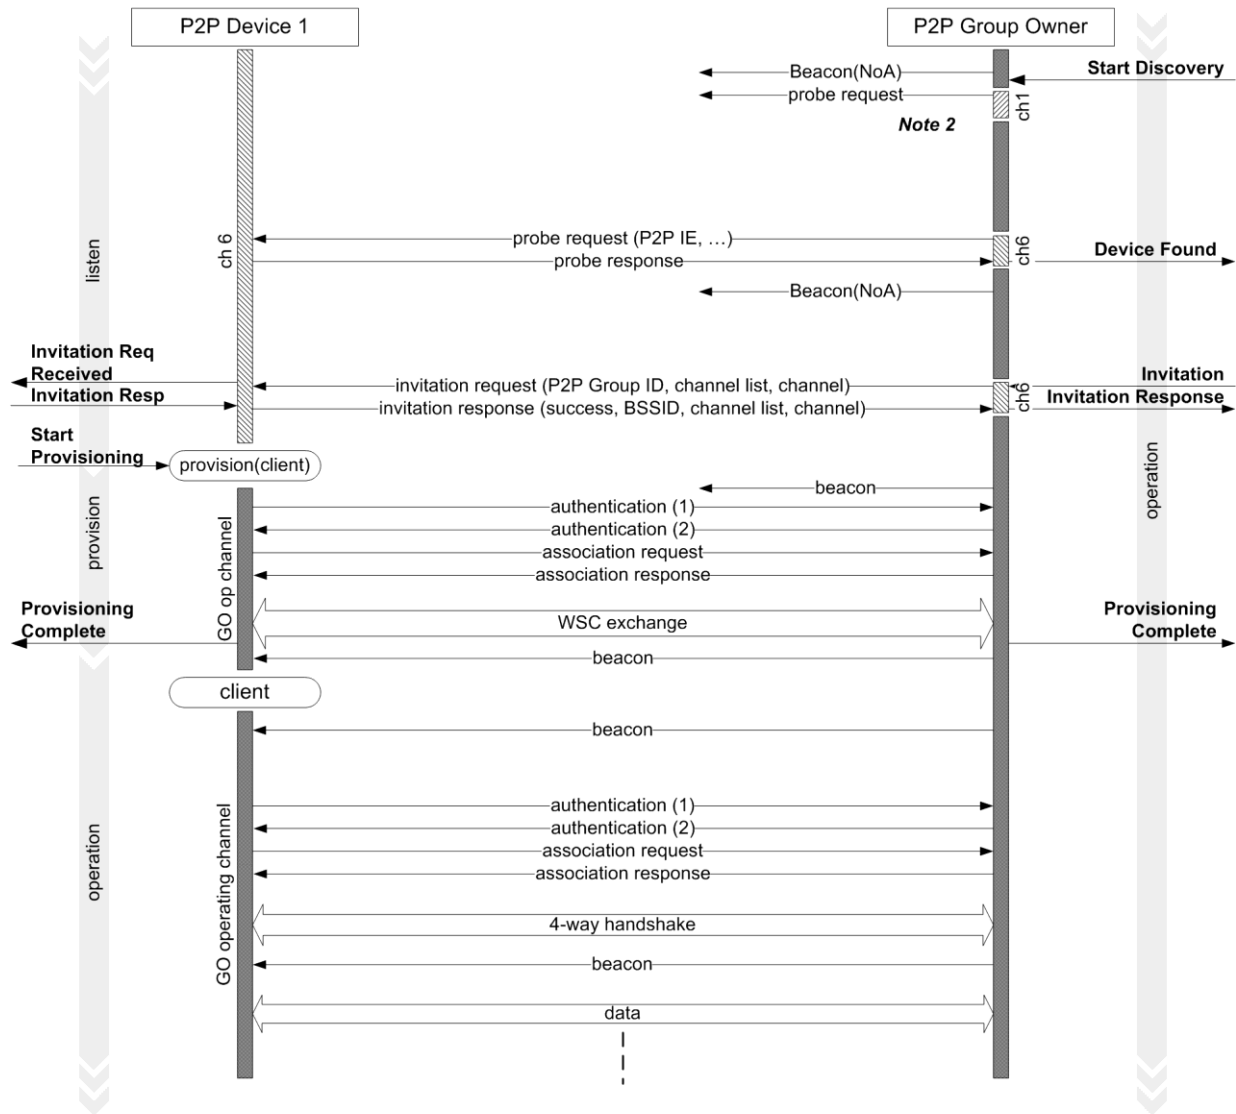 P2P Device 1
P2P Group Owner
Beacon(NoA)
Start Discovery
probe request
ch1
Note 2
listen
ch 6
probe request (P2P IE, …)
probe response
ch6
Device Found
Beacon(NoA)
Invitation Req
Received
Invitation Resp
invitation request (P2P Group ID, channel list, channel)
invitation response (success, BSSID, channel list, channel)
ch6
Invitation
Invitation Response
Start
Provisioning
provision(client)
operation
provision
GO op channel
beacon
authentication (1)
authentication (2)
association request
association response
Provisioning
Complete
WSC exchange
Provisioning
Complete
beacon
client
beacon
operation
GO operating channel
authentication (1)
authentication (2)
association request
association response
4-way handshake
beacon
data